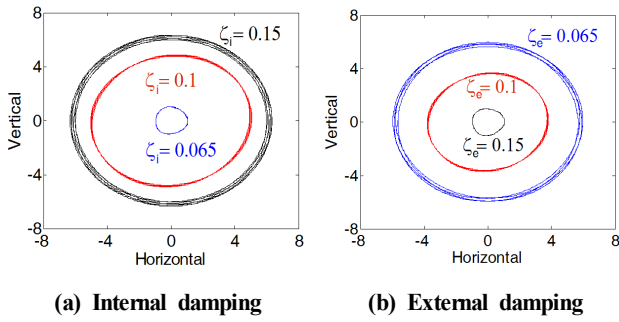 ζi= 0.15
ζi= 0.1
ζi= 0.065
Vertical
8
4
0
-4
-8
-8
-4
0
4
8
Horizontal
(a) Internal damping
ζe= 0.065
ζe= 0.1
ζe= 0.15
Vertical
8
4
0
-4
-8
-8
-4
0
4
8
Horizontal
(b) External damping